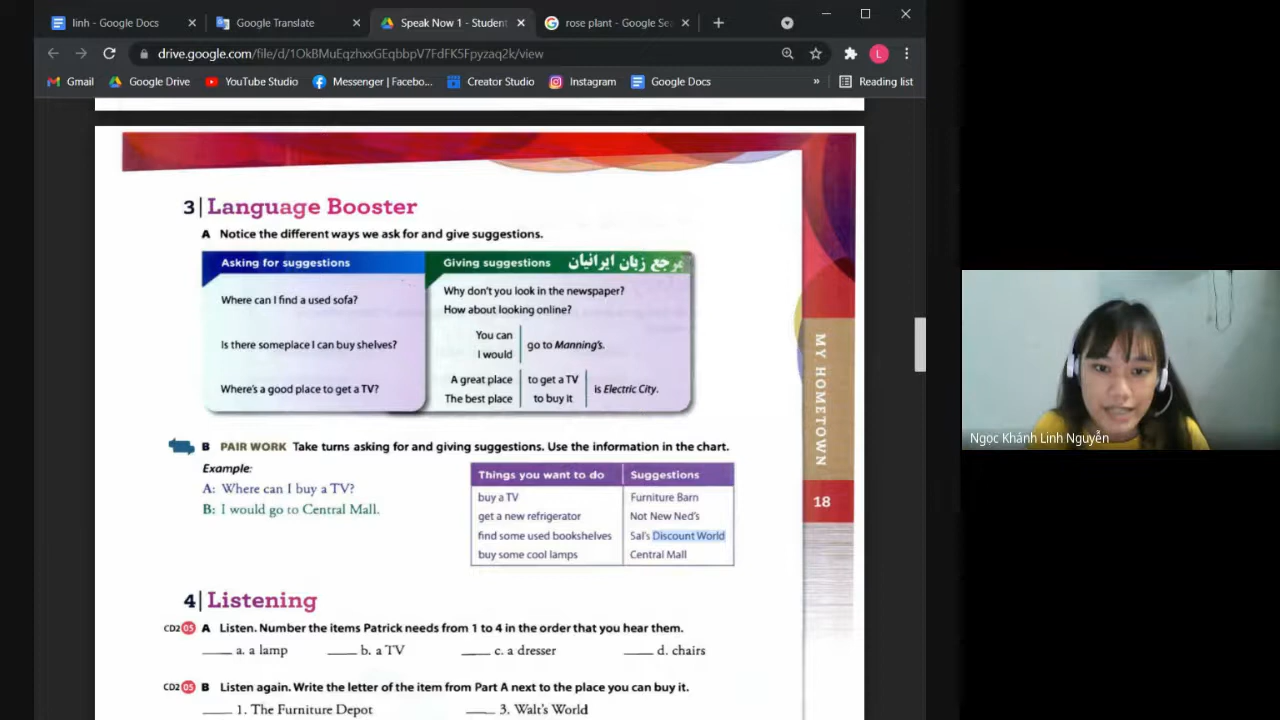 linh - Google Docs
Google Translate
Speak Now 1 - Student
rose plant - Google Se
drive.google.com/file/d/1OkBMuEqzhxxGEqbbpV7FdFK5Fpyzaq2k/view
Gmail
Google Drive
YouTube Studio
Messenger | Facebo...
Creator Studio
Instagram
Google Docs
»
Reading list
3 | Language Booster
A Notice the different ways we ask for and give suggestions.
Asking for suggestions
Where can I find a used sofa?
Is there someplace I can buy shelves?
Where's a good place to get a TV?
Giving suggestions
مرجع زبان ایرانیان
Why don't you look in the newspaper?
How about looking online?
You can
I would
go to Manning's.
A great place
The best place
to get a TV
to buy it
is Electric City.
B PAIR WORK Take turns asking for and giving suggestions. Use the information in the chart.
Example:
A: Where can I buy a TV?
B: I would go to Central Mall.
Things you want to do Suggestions
buy a TV Furniture Barn
get a new refrigerator Not New Ned's
find some used bookshelves Sal's Discount World
buy some cool lamps Central Mall
4 | Listening
CD2 05 A Listen. Number the items Patrick needs from 1 to 4 in the order that you hear them.
____ a. a lamp ____ b. a TV ____ c. a dresser ____ d. chairs
CD2 05 B Listen again. Write the letter of the item from Part A next to the place you can buy it.
____ 1. The Furniture Depot ____ 3. Walt's World
MY HOMETOWN
18
L
Ngọc Khánh Linh Nguyễn